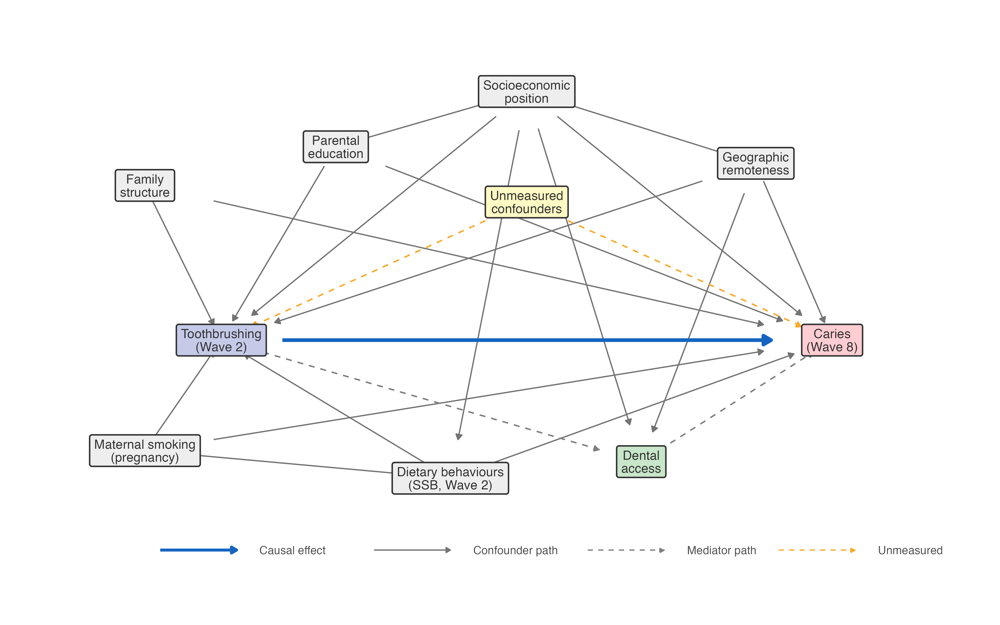 Socioeconomic
position
Parental
education
Geographic
remoteness
Family
structure
Unmeasured
confounders
Toothbrushing
(Wave 2)
Caries
(Wave 8)
Maternal smoking
(pregnancy)
Dental
access
Dietary behaviours
(SSB, Wave 2)
Causal effect
Confounder path
Mediator path
Unmeasured